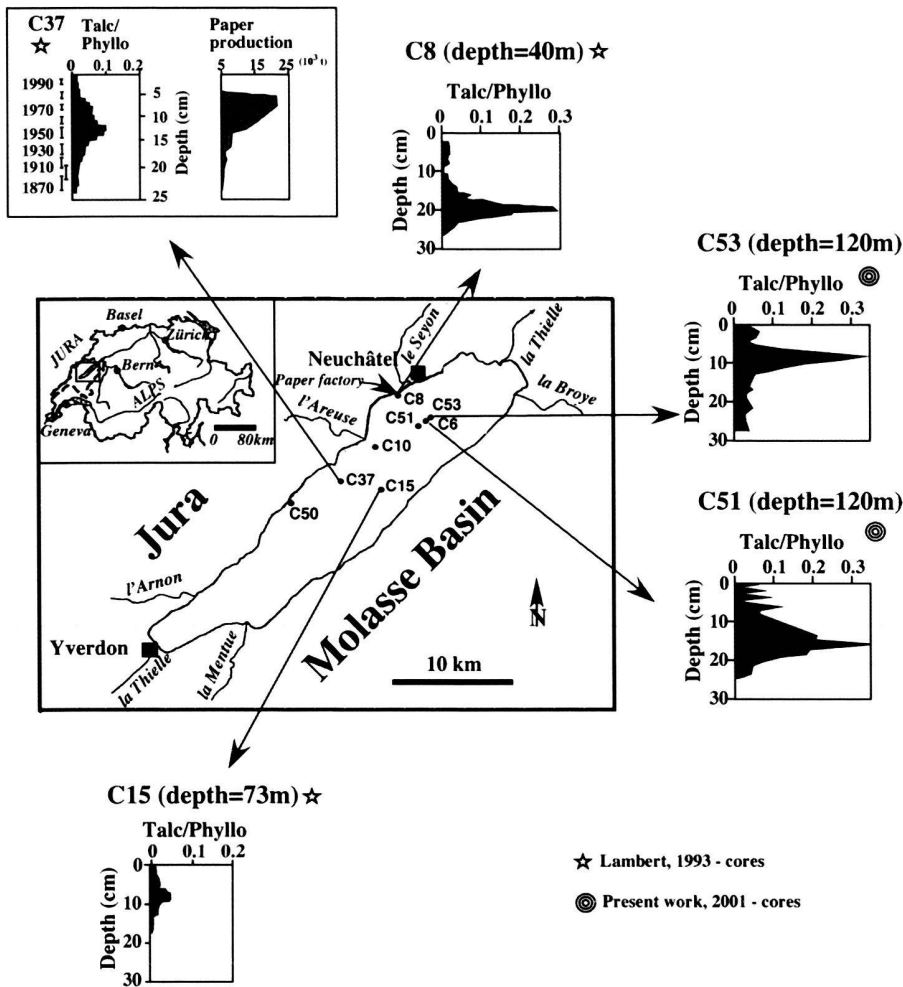 C37
Talc/
Phyllo
0 0.1 0.2
Paper
production
5 15 25 (10³ t)
1990
1970
1950
1930
1910
1870
5
10
15
20
25
Depth (cm)
C8 (depth=40m)
Talc/Phyllo
0 0.1 0.2 0.3
Depth (cm)
0
10
20
30
C53 (depth=120m)
Talc/Phyllo
0 0.1 0.2 0.3
Depth (cm)
0
10
20
30
C51 (depth=120m)
Talc/Phyllo
0 0.1 0.2 0.3
Depth (cm)
0
10
20
30
Basel
Zürich
JURA
Bern
ALPS
Geneva
0 80km
Neuchâtel
le Seyon
la Thielle
Paper factory
la Broye
l'Areuse
C8
C53
C51
C6
C10
C37
C15
C50
Jura
Molasse Basin
l'Arnon
Yverdon
la Thielle
la Mentue
N
10 km
C15 (depth=73m)
Talc/Phyllo
0 0.1 0.2
Depth (cm)
0
10
20
30
Lambert, 1993 - cores
Present work, 2001 - cores